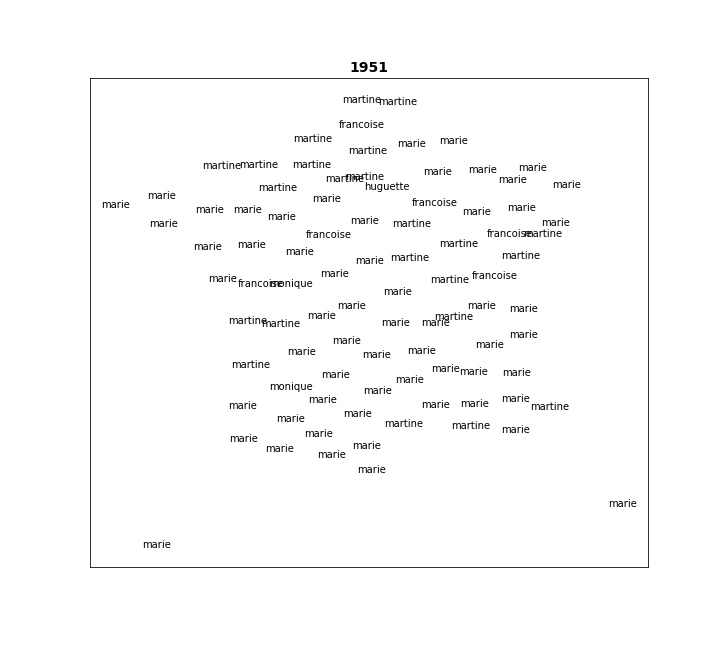 1951
martine martine
francoise
martine marie marie
martine
martine martine martine marie marie marie
martine martine marie
martine huguette marie
marie marie marie francoise
marie marie marie marie marie
marie marie martine marie
francoise francoise martine
marie marie marie martine
marie martine martine
marie marie martine francoise
francoise monique marie
marie marie marie
marie martine
martine martine marie marie
marie marie marie
marie marie marie
martine marie marie marie
marie marie
monique marie
marie marie marie marie
marie marie martine
marie martine martine
marie marie marie
marie marie marie
marie
marie
marie